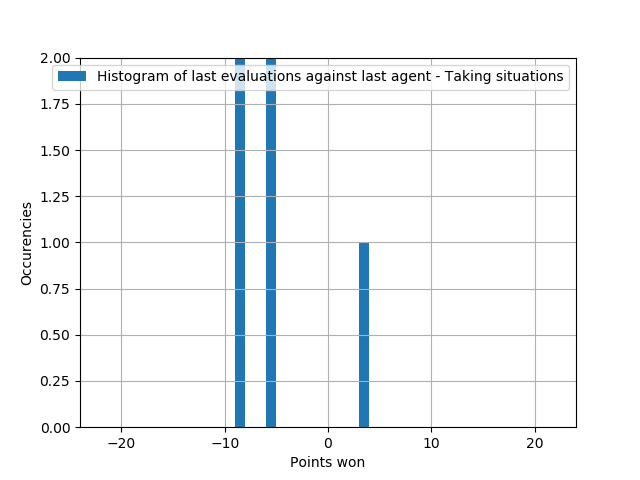 Histogram of last evaluations against last agent - Taking situations
2.00
1.75
1.50
1.25
1.00
0.75
0.50
0.25
0.00
Occurencies
−20 −10 0 10 20
Points won